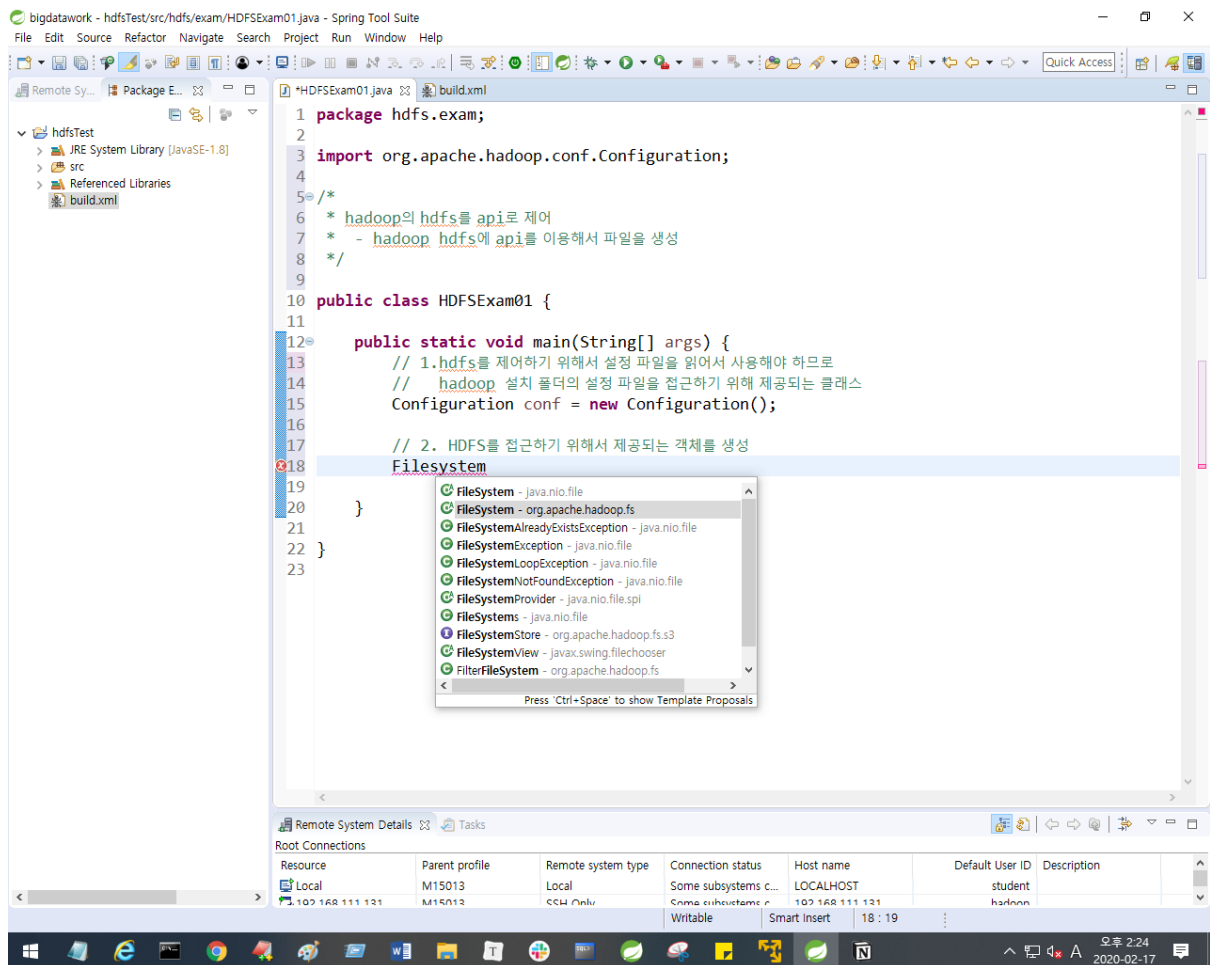 bigdatawork - hdfsTest/src/hdfs/exam/HDFSExam01.java - Spring Tool Suite
File Edit Source Refactor Navigate Search Project Run Window Help
Quick Access
Remote Sy... Package E...
*HDFSExam01.java build.xml
hdfsTest
JRE System Library [JavaSE-1.8]
src
Referenced Libraries
build.xml
1 package hdfs.exam;
2
3 import org.apache.hadoop.conf.Configuration;
4
5 /*
6 * hadoop의 hdfs를 api로 제어
7 * - hadoop hdfs에 api를 이용해서 파일을 생성
8 */
9
10 public class HDFSExam01 {
11
12 public static void main(String[] args) {
13 // 1.hdfs를 제어하기 위해서 설정 파일을 읽어서 사용해야 하므로
14 // hadoop 설치 폴더의 설정 파일을 접근하기 위해 제공되는 클래스
15 Configuration conf = new Configuration();
16
17 // 2. HDFS를 접근하기 위해서 제공되는 객체를 생성
18 Filesystem
19
20 }
21
22 }
23
FileSystem - java.nio.file
FileSystem - org.apache.hadoop.fs
FileSystemAlreadyExistsException - java.nio.file
FileSystemException - java.nio.file
FileSystemLoopException - java.nio.file
FileSystemNotFoundException - java.nio.file
FileSystemProvider - java.nio.file.spi
FileSystems - java.nio.file
FileSystemStore - org.apache.hadoop.fs.s3
FileSystemView - javax.swing.filechooser
FilterFileSystem - org.apache.hadoop.fs
Press 'Ctrl+Space' to show Template Proposals
Remote System Details Tasks
Root Connections
Resource Parent profile Remote system type Connection status Host name Default User ID Description
Local M15013 Local Some subsystems c... LOCALHOST student
192.168.111.131 M15013 SSH Only Some subsystems c... 192.168.111.131 hadoop
Writable Smart Insert 18 : 19
A 오후 2:24
2020-02-17